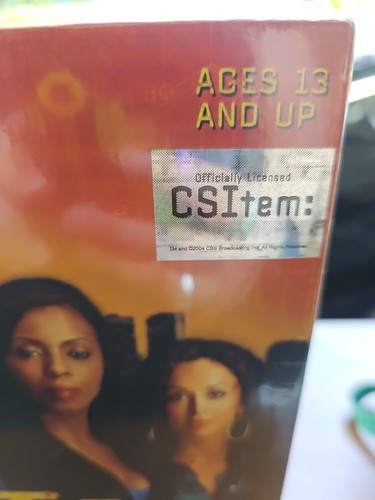 AGES 13
AND UP
Officially Licensed
CSItem:
TM and ©2004 CBS Broadcasting Inc. All Rights Reserved.